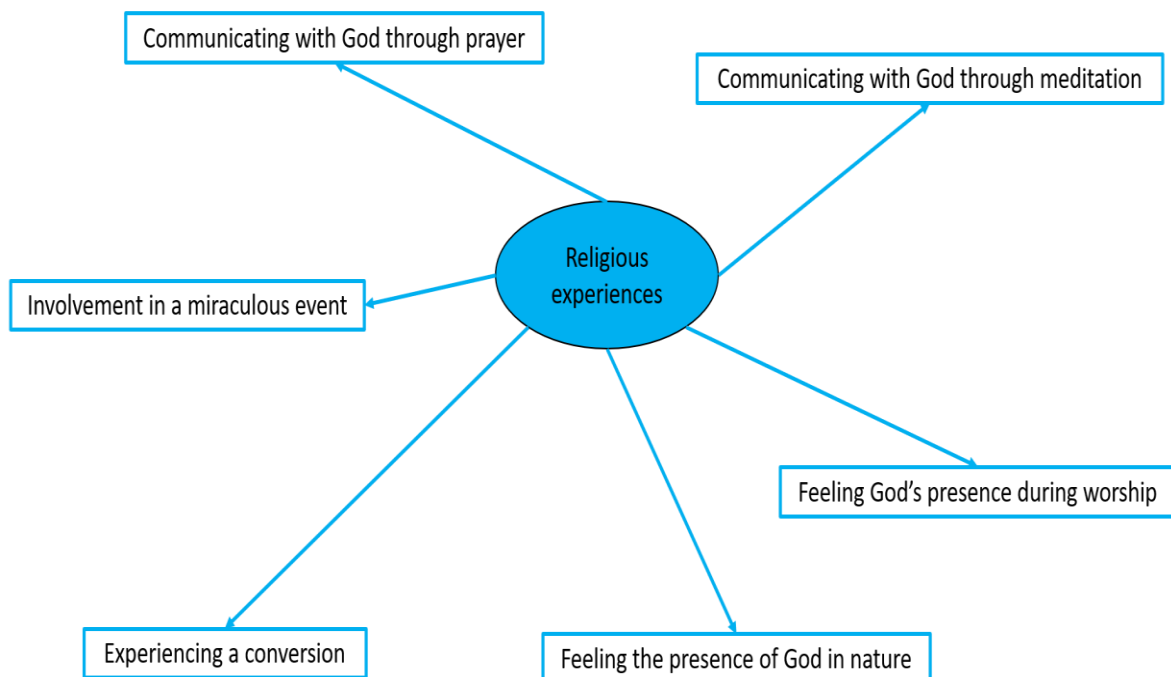 Communicating with God through prayer
Communicating with God through meditation
Religious
experiences
Involvement in a miraculous event
Feeling God’s presence during worship
Experiencing a conversion
Feeling the presence of God in nature